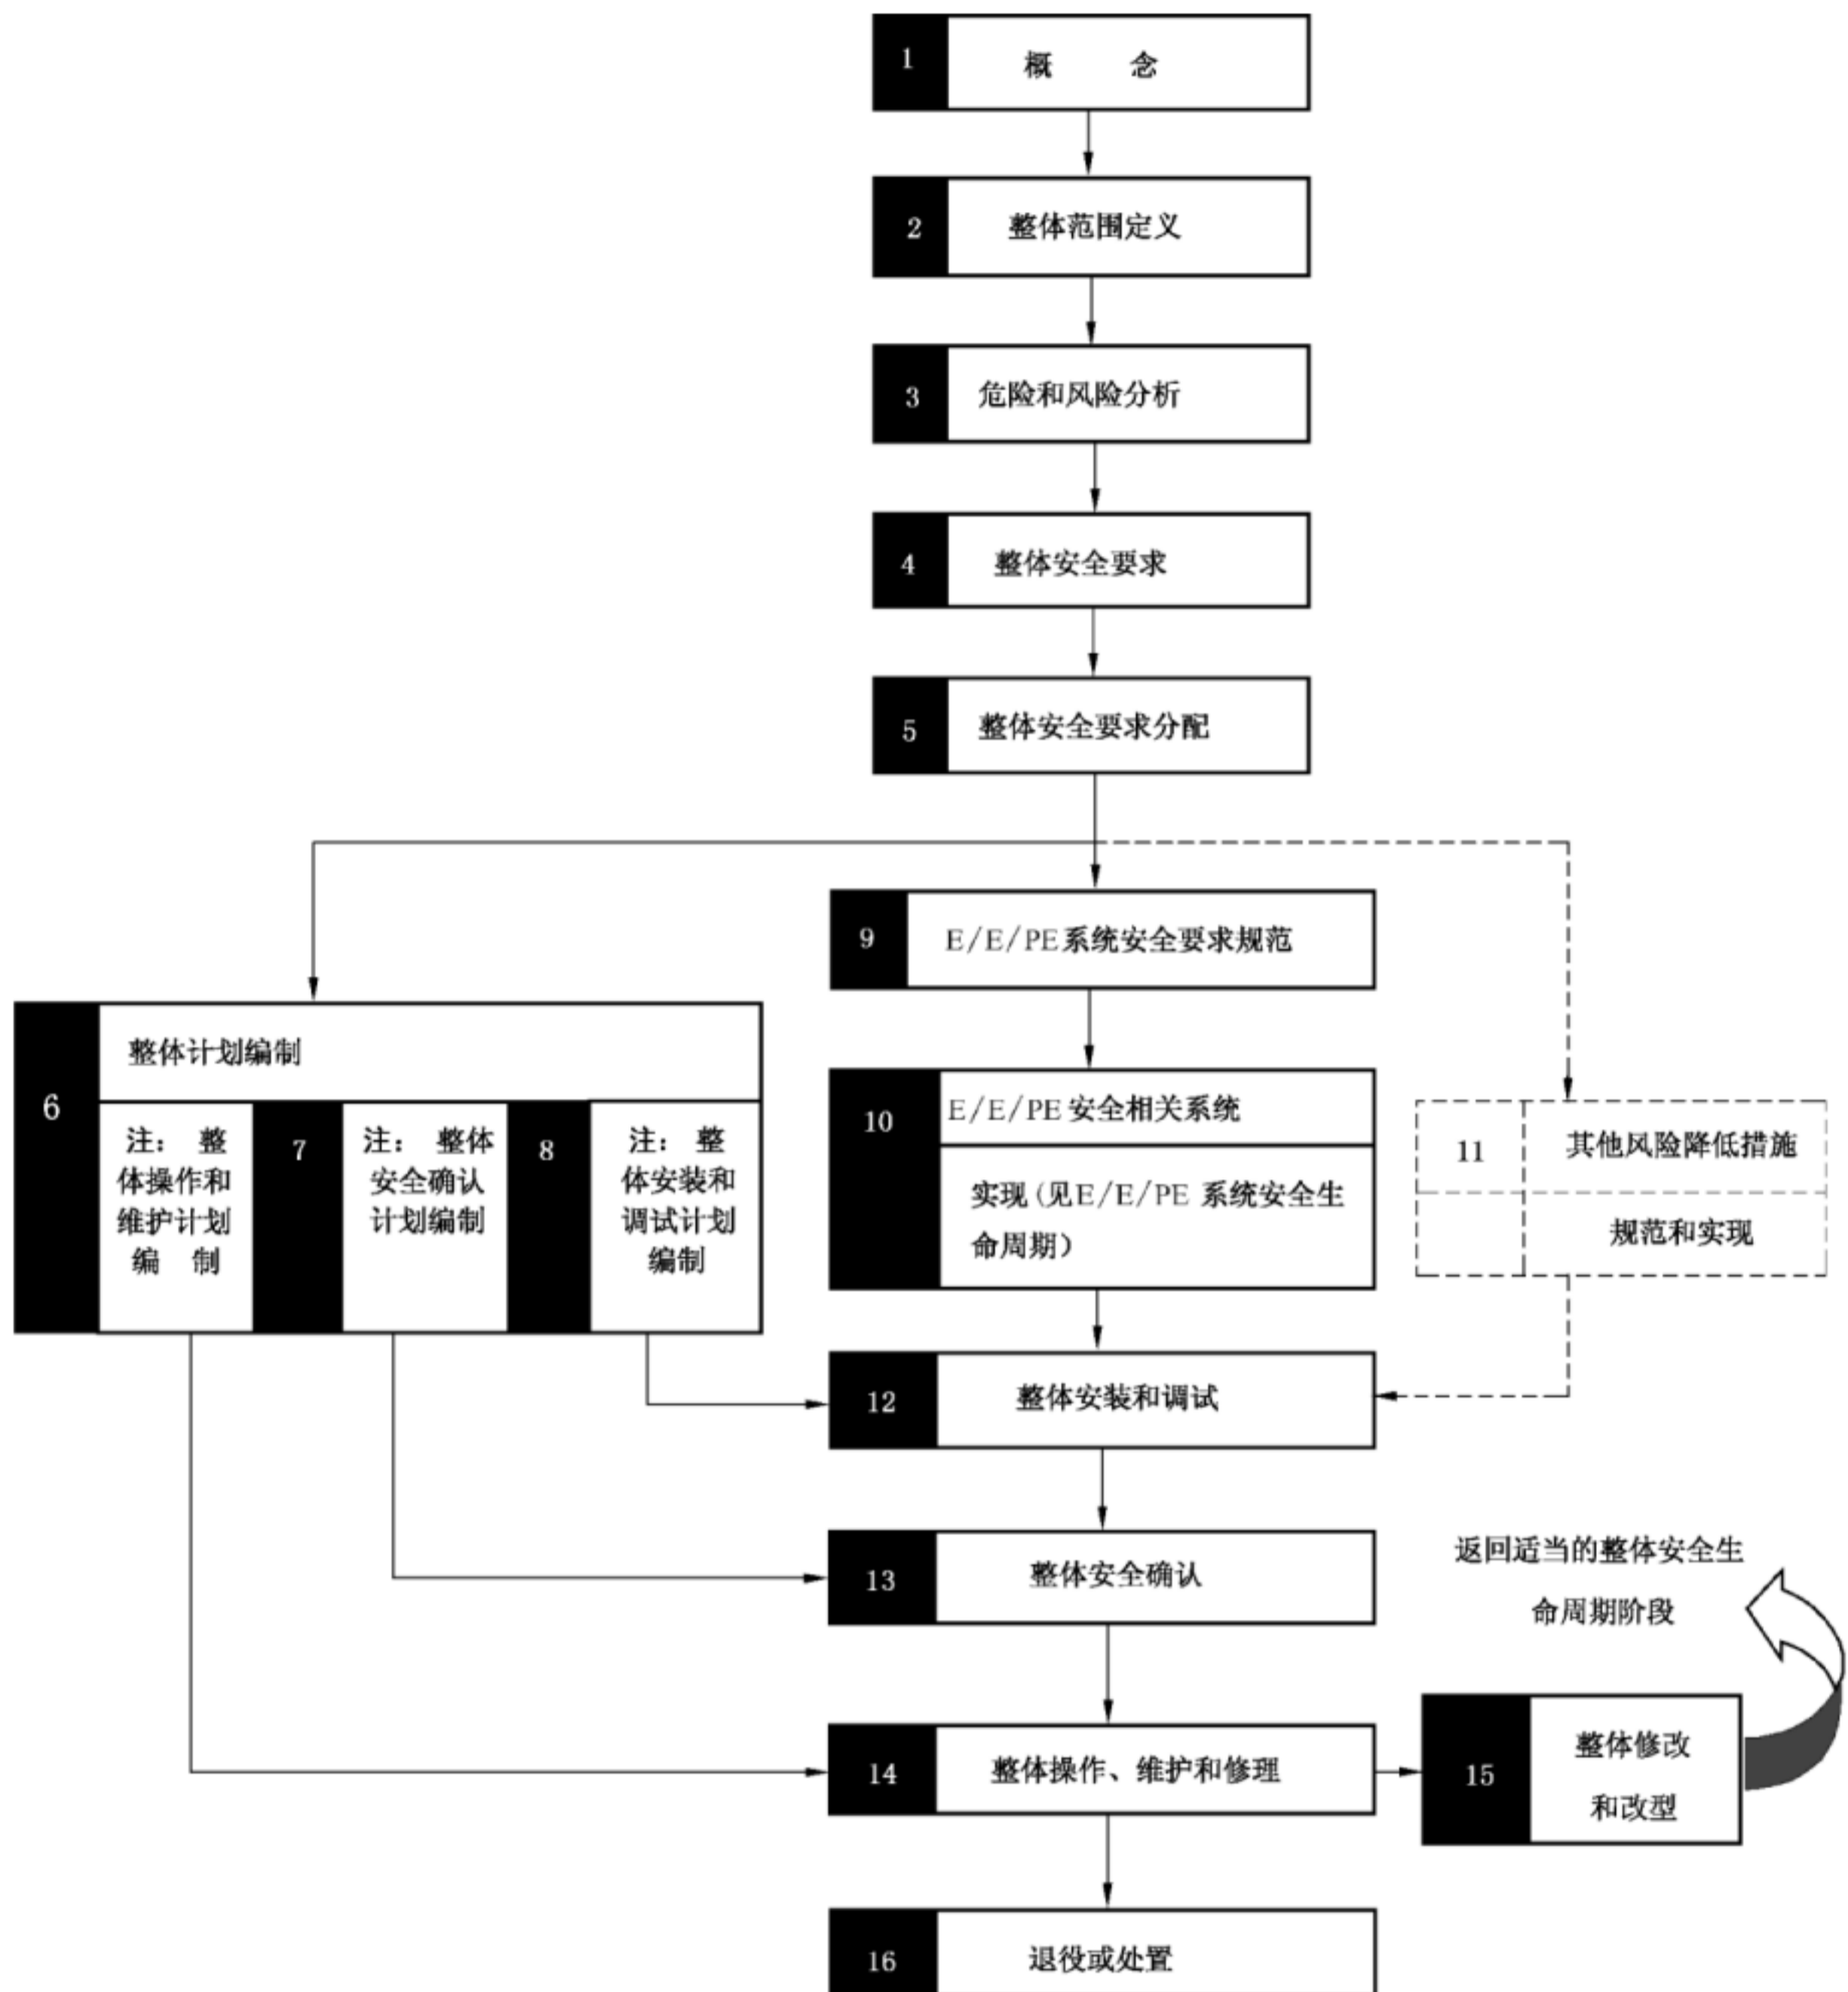 1
概 念
2
整体范围定义
3
危险和风险分析
4
整体安全要求
5
整体安全要求分配
9
E/E/PE系统安全要求规范
6
整体计划编制
注： 整
体操作和
维护计划
编 制
7
注： 整体
安全确认
计划编制
8
注： 整
体安装和
调试计划
编制
10
E/E/PE 安全相关系统
实现(见E/E/PE 系统安全生
命周期）
11
其他风险降低措施
规范和实现
12
整体安装和调试
13
整体安全确认
返回适当的整体安全生
命周期阶段
14
整体操作、维护和修理
15
整体修改
和改型
16
退役或处置